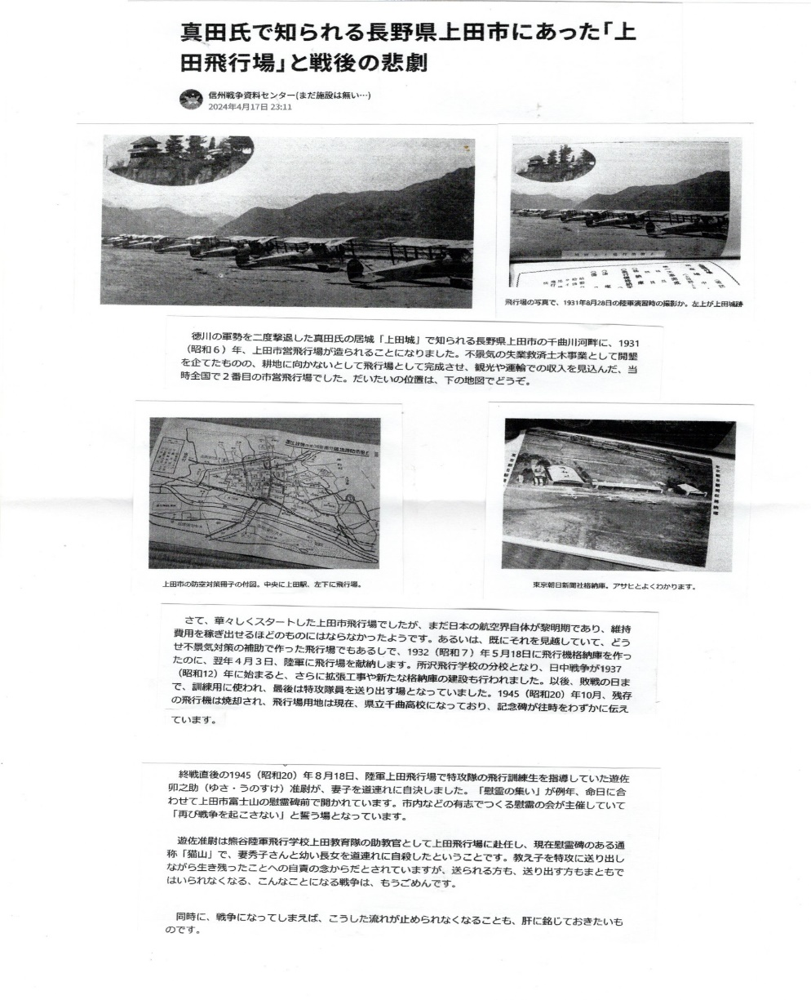 真田氏で知られる長野県上田市にあった「上
田飛行場」と戦後の悲劇
信州戦争資料センター(まだ施設は無い…)
2024年4月17日 23:11
飛行場の写真で、1931年8月28日の陸軍演習時の撮影か。左上が上田城跡
徳川の軍勢を二度撃退した真田氏の居城「上田城」で知られる長野県上田市の千曲川河畔に、1931
(昭和６）年、上田市営飛行場が造られることになりました。不景気の失業救済土木事業として開墾
を企てたものの、耕地に向かないとして飛行場として完成させ、観光や運輸での収入を見込んだ、当
時全国で２番目の市営飛行場でした。だいたいの位置は、下の地図でどうぞ。
上田市の防空対策冊子の付図。中央に上田駅、左下に飛行場。
東京朝日新聞社格納庫。アサヒとよくわかります。
さて、華々しくスタートした上田市飛行場でしたが、まだ日本の航空界自体が黎明期であり、維持
費用を稼ぎ出せるほどのものにはならなかったようです。あるいは、既にそれを見越していて、どう
せ不景気対策の補助で作った飛行場でもあるしで、1932（昭和７）年５月18日に飛行機格納庫を作っ
たのに、翌年４月３日、陸軍に飛行場を献納します。所沢飛行学校の分校となり、日中戦争が1937
（昭和12）年に始まると、さらに拡張工事や新たな格納庫の建設も行われました。以後、敗戦の日ま
で、訓練用に使われ、最後は特攻隊員を送り出す場となっていました。1945（昭和20）年10月、残存
の飛行機は焼却され、飛行場用地は現在、県立千曲高校になっており、記念碑が往時をわずかに伝え
ています。
終戦直後の1945（昭和20）年８月18日、陸軍上田飛行場で特攻隊の飛行訓練生を指導していた遊佐
卯之助（ゆさ・うのすけ）准尉が、妻子を道連れに自決しました。「慰霊の集い」が例年、命日に合
わせて上田市富士山の慰霊碑前で開かれています。市内などの有志でつくる慰霊の会が主催していて
「再び戦争を起こさない」と誓う場となっています。
遊佐准尉は熊谷陸軍飛行学校上田教育隊の助教官として上田飛行場に赴任し、現在慰霊碑のある通
称「猫山」で、妻秀子さんと幼い長女を道連れに自殺したということです。教え子を特攻に送り出し
ながら生き残ったことへの自責の念からだとされていますが、送られる方も、送り出す方もまともで
はいられなくなる、こんなことになる戦争は、もうごめんです。
同時に、戦争になってしまえば、こうした流れが止められなくなることも、肝に銘じておきたいも
のです。